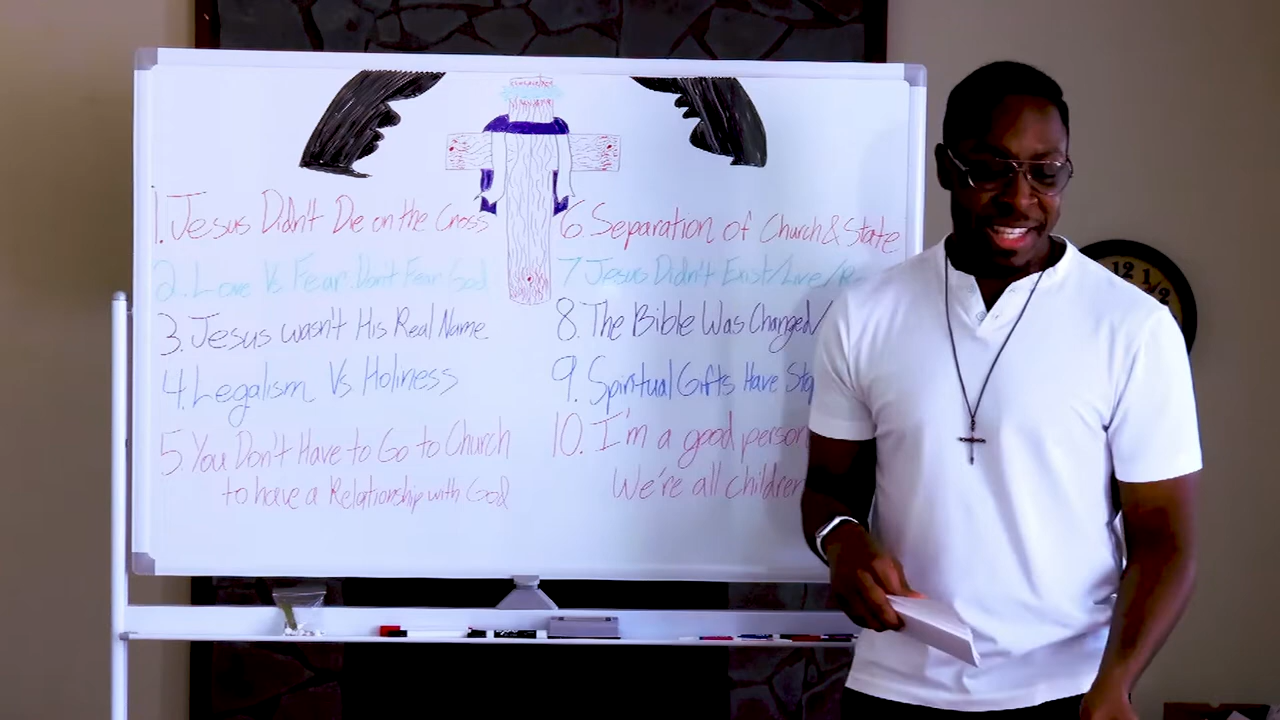 1. Jesus Didn't Die on the Cross
2. Love Vs Fear. Don't Fear God
3. Jesus wasn't His Real Name
4. Legalism Vs Holiness
5 You Don't Have to Go to Church
to have a Relationship with God
6. Separation of Church & State
7 Jesus Didn't Exist/Live/
8. The Bible Was Changed/
9. Spiritual Gifts Have
10. I'm a good person
We're all children
12 1/2